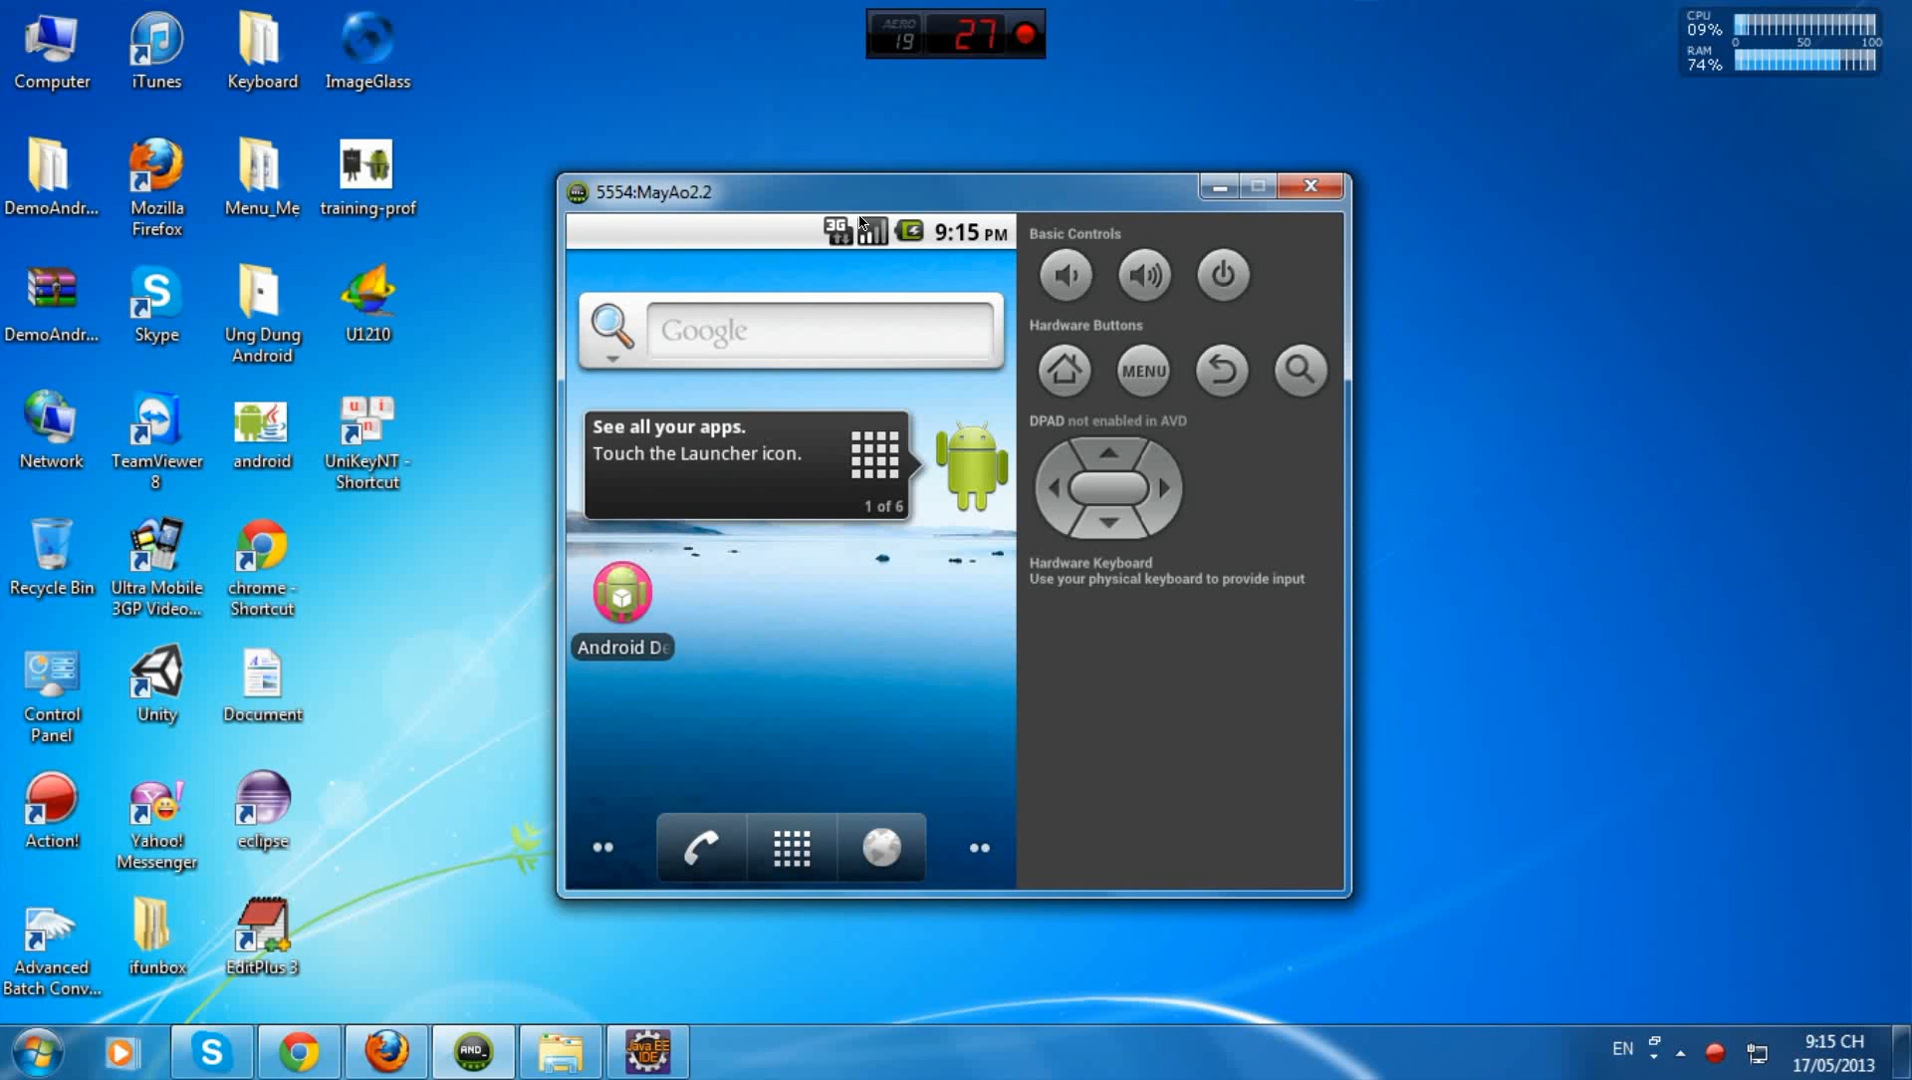 AERO
19
27
CPU
09%
0 50 100
RAM
74%
Computer
iTunes
Keyboard
ImageGlass
DemoAndr...
Mozilla
Firefox
Menu_Mẹ
training-prof
DemoAndr...
Skype
Ung Dung
Android
U1210
Network
TeamViewer
8
android
u i
n
UniKeyNT -
Shortcut
Recycle Bin
Ultra Mobile
3GP Video...
chrome -
Shortcut
Control
Panel
Unity
Document
Action!
Yahoo!
Messenger
eclipse
Advanced
Batch Conv...
ifunbox
EditPlus 3
5554:MayAo2.2
3G
9:15 PM
Google
See all your apps.
Touch the Launcher icon.
1 of 6
Android De
Basic Controls
Hardware Buttons
MENU
DPAD not enabled in AVD
Hardware Keyboard
Use your physical keyboard to provide input
AND_
Java EE
IDE
EN
9:15 CH
17/05/2013